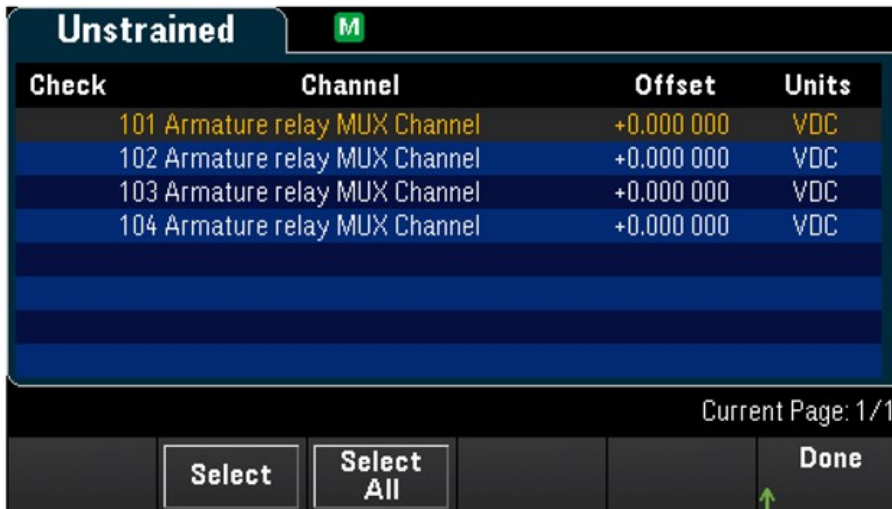 Unstrained M
Check Channel Offset Units
101 Armature relay MUX Channel +0.000 000 VDC
102 Armature relay MUX Channel +0.000 000 VDC
103 Armature relay MUX Channel +0.000 000 VDC
104 Armature relay MUX Channel +0.000 000 VDC
Current Page: 1/1
Select Select All Done